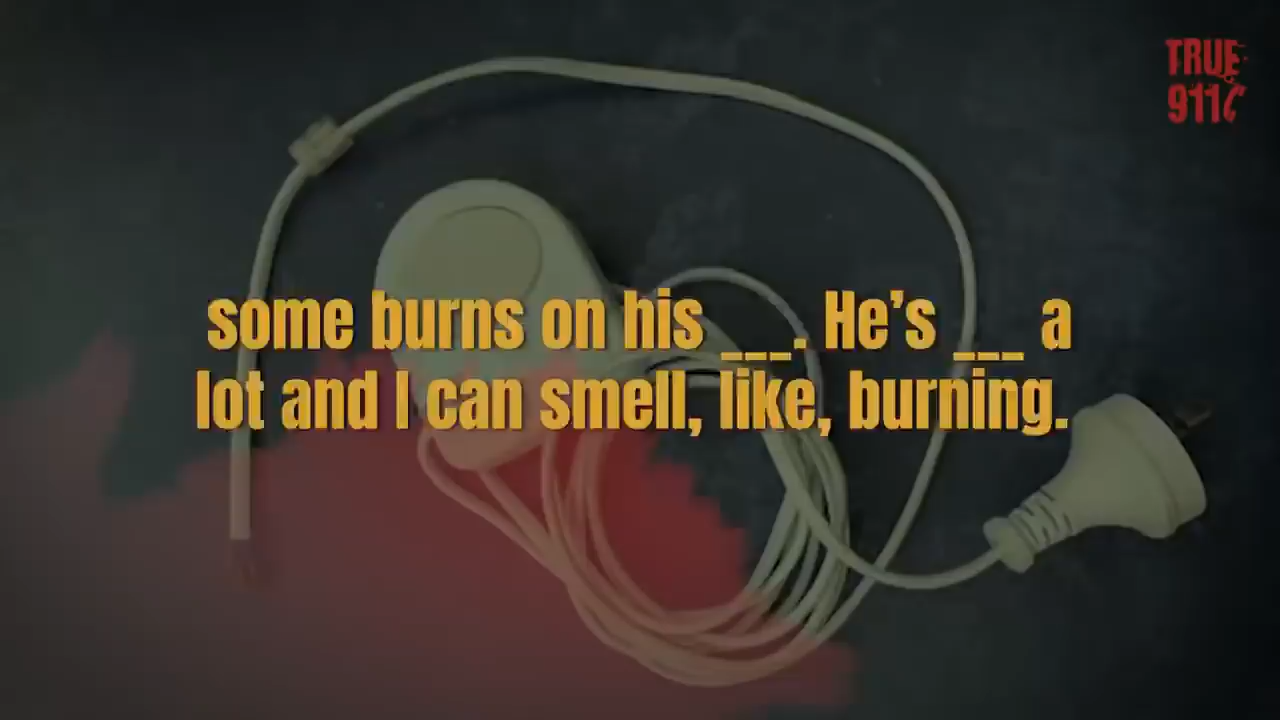 TRUE
911
some burns on his ___. He’s ___ a
lot and I can smell, like, burning.